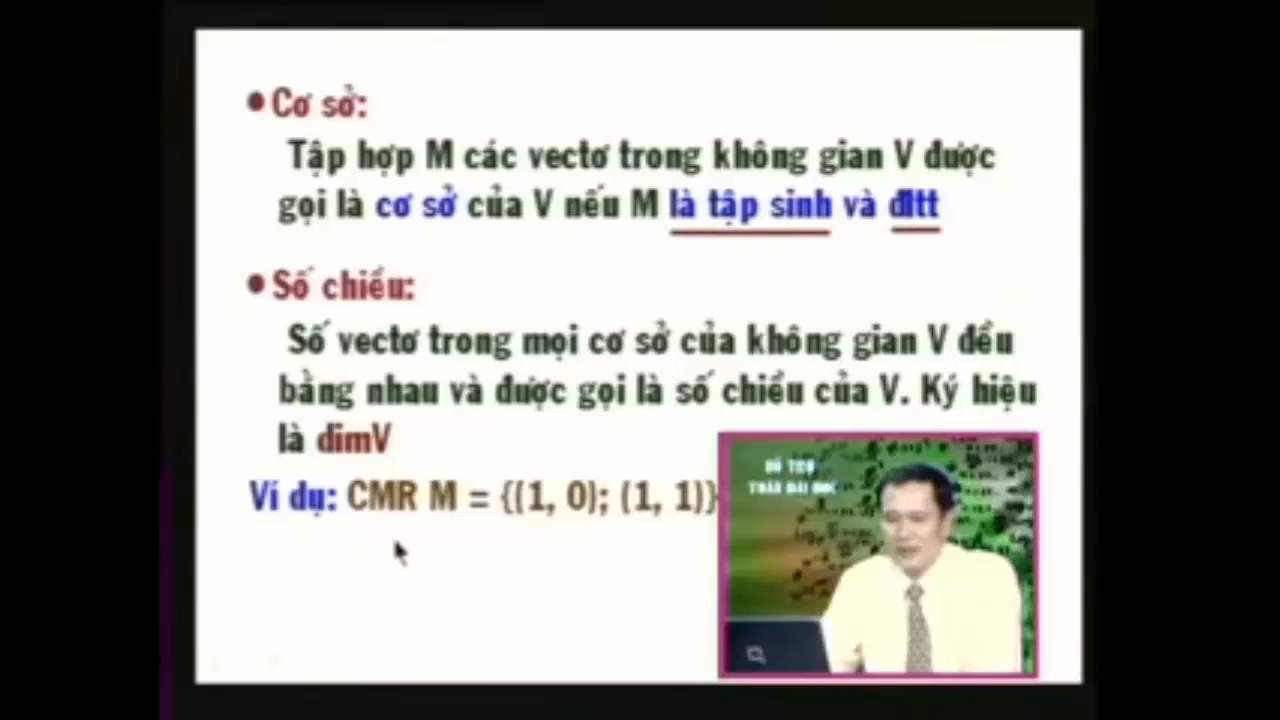 • Cơ sở:
Tập hợp M các vectơ trong không gian V được
gọi là cơ sở của V nếu M là tập sinh và đltt
• Số chiều:
Số vectơ trong mọi cơ sở của không gian V đều
bằng nhau và được gọi là số chiều của V. Ký hiệu
là dimV
Ví dụ: CMR M = {(1, 0); (1, 1)}
BỔ TRỢ